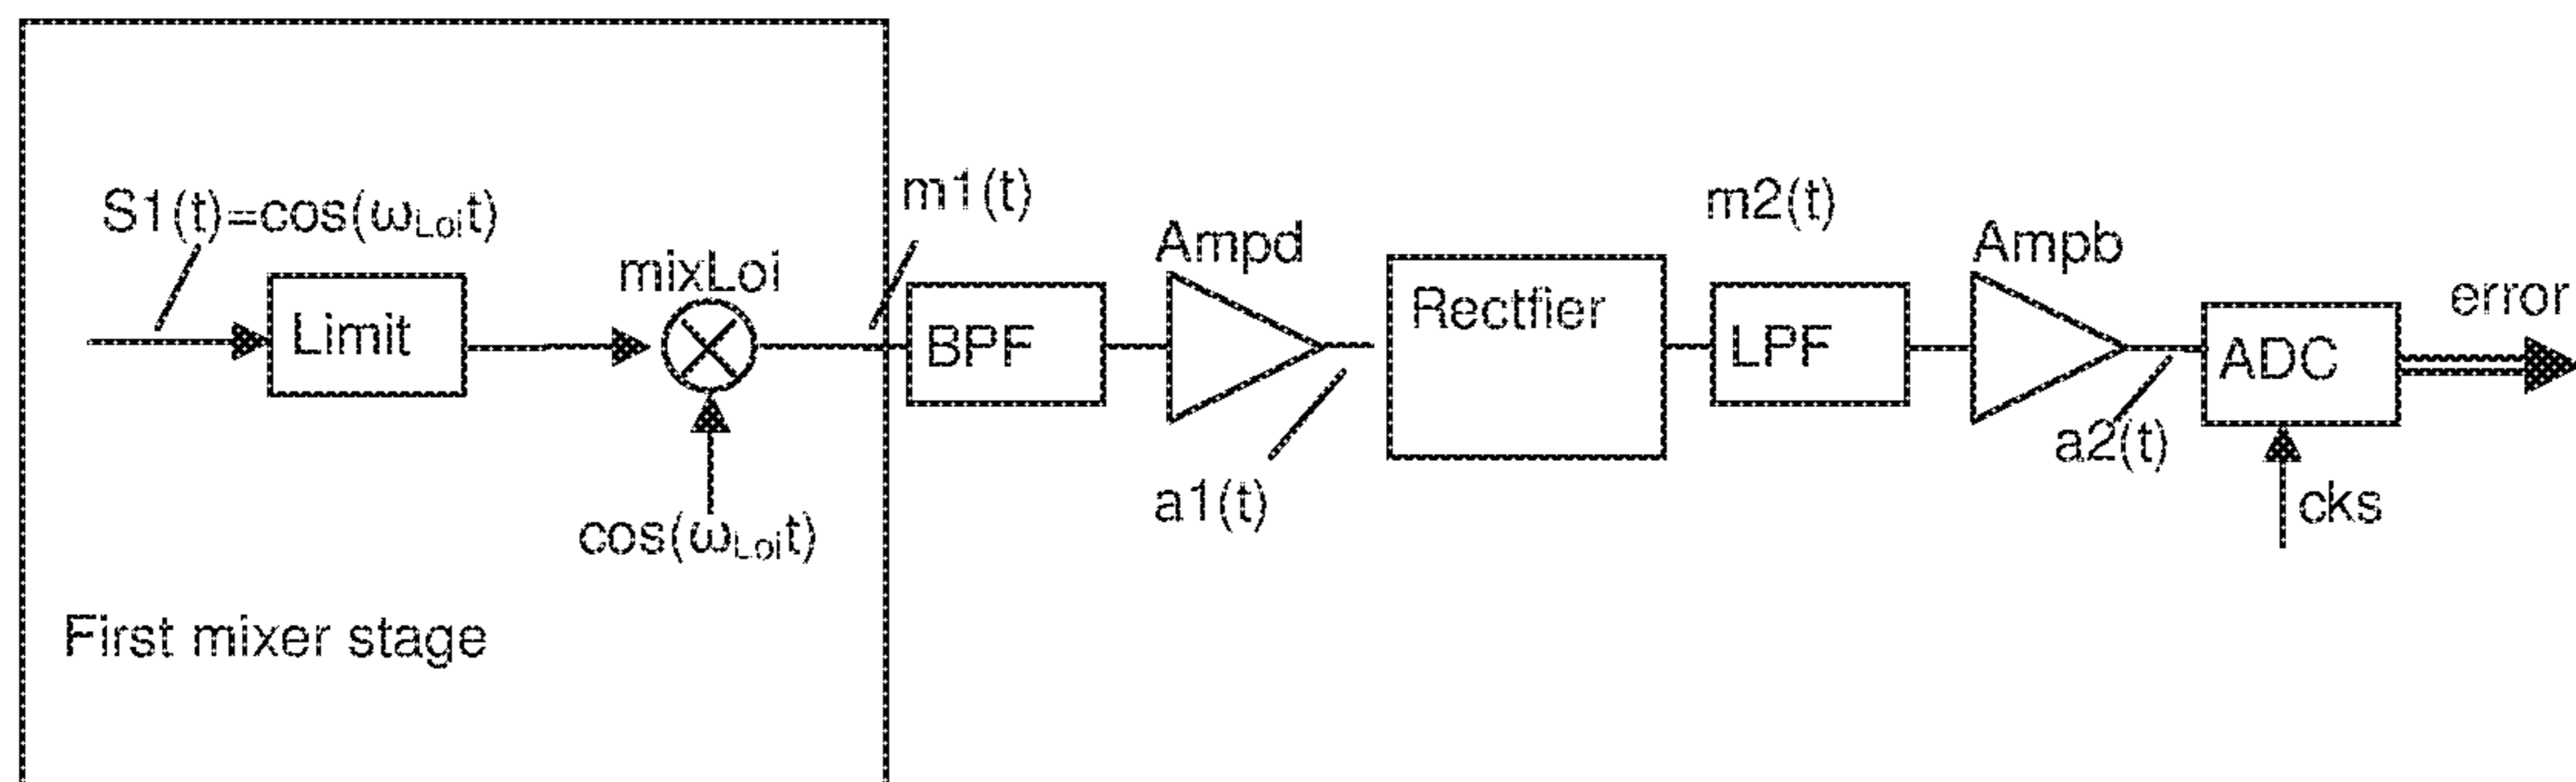 S1(t)=cos(ωLoit)
Limit
mixLoi
cos(ωLoit)
First mixer stage
m1(t)
BPF
Ampd
a1(t)
Rectfier
m2(t)
LPF
Ampb
a2(t)
ADC
cks
error